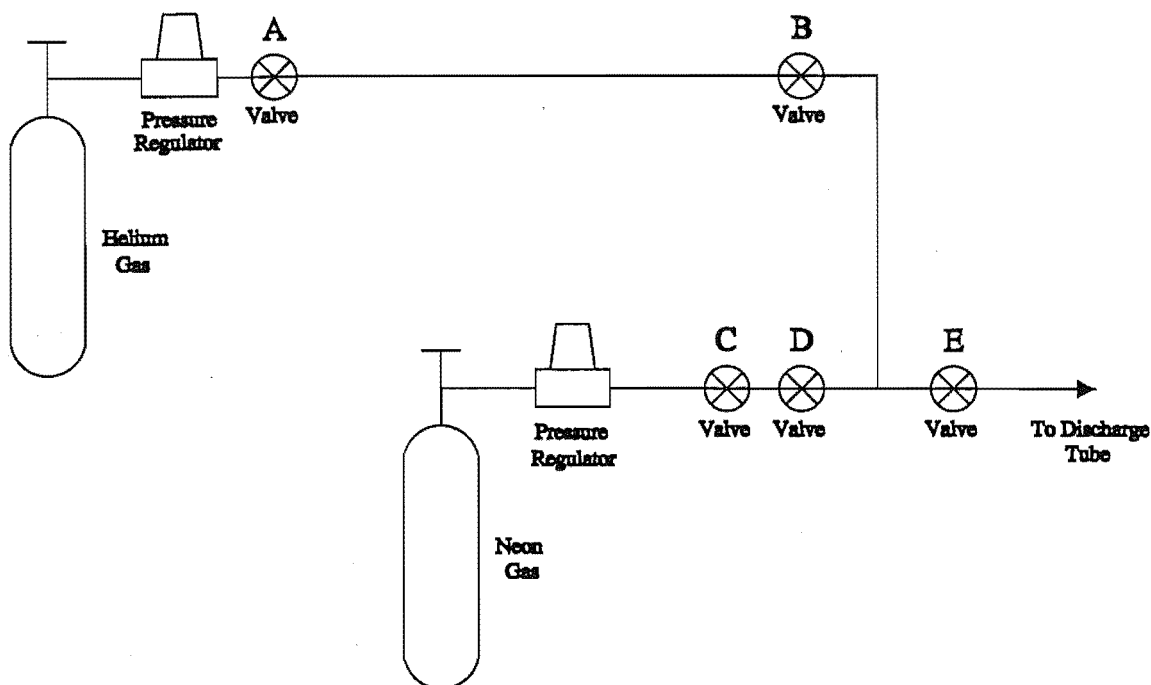 A
B
Valve
Valve
Pressure
Regulator
Helium
Gas
C
D
E
Pressure
Regulator
Valve
Valve
Valve
To Discharge
Tube
Neon
Gas